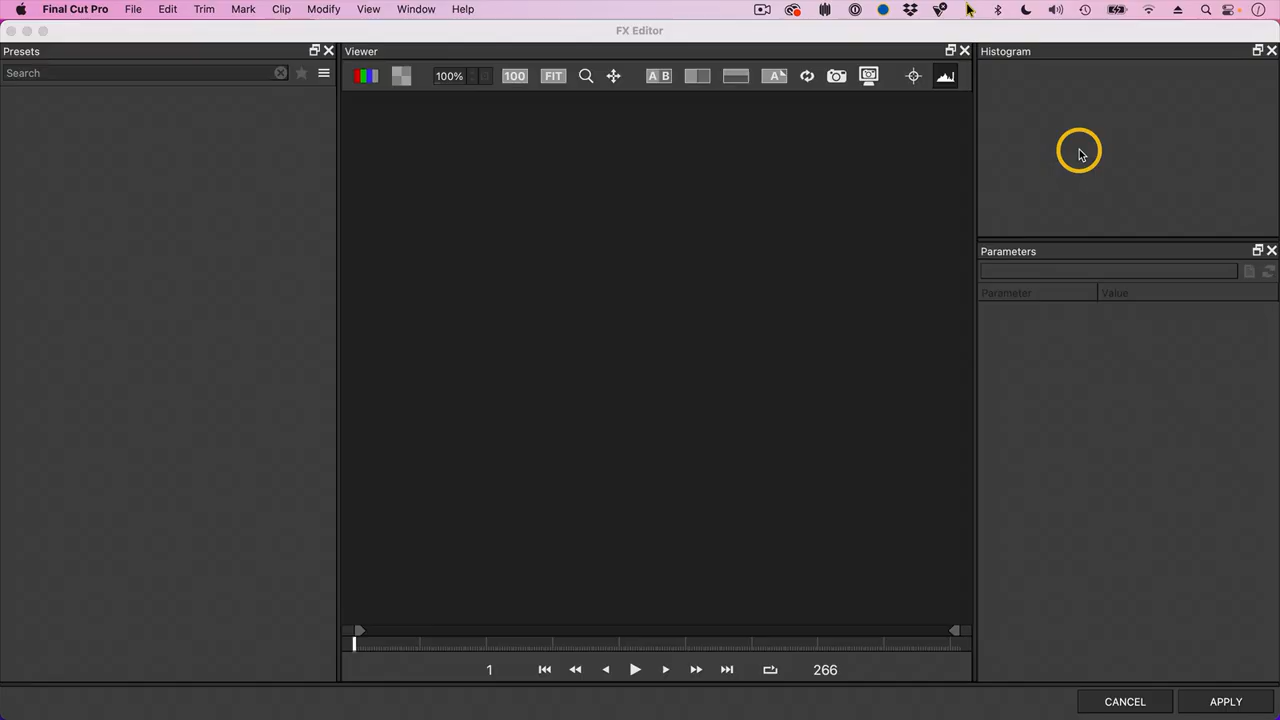 Final Cut Pro File Edit Trim Mark Clip Modify View Window Help
FX Editor
Presets
Viewer
Histogram
Search
100%
100
FIT
A B
A
Parameters
Parameter
Value
1
266
CANCEL
APPLY